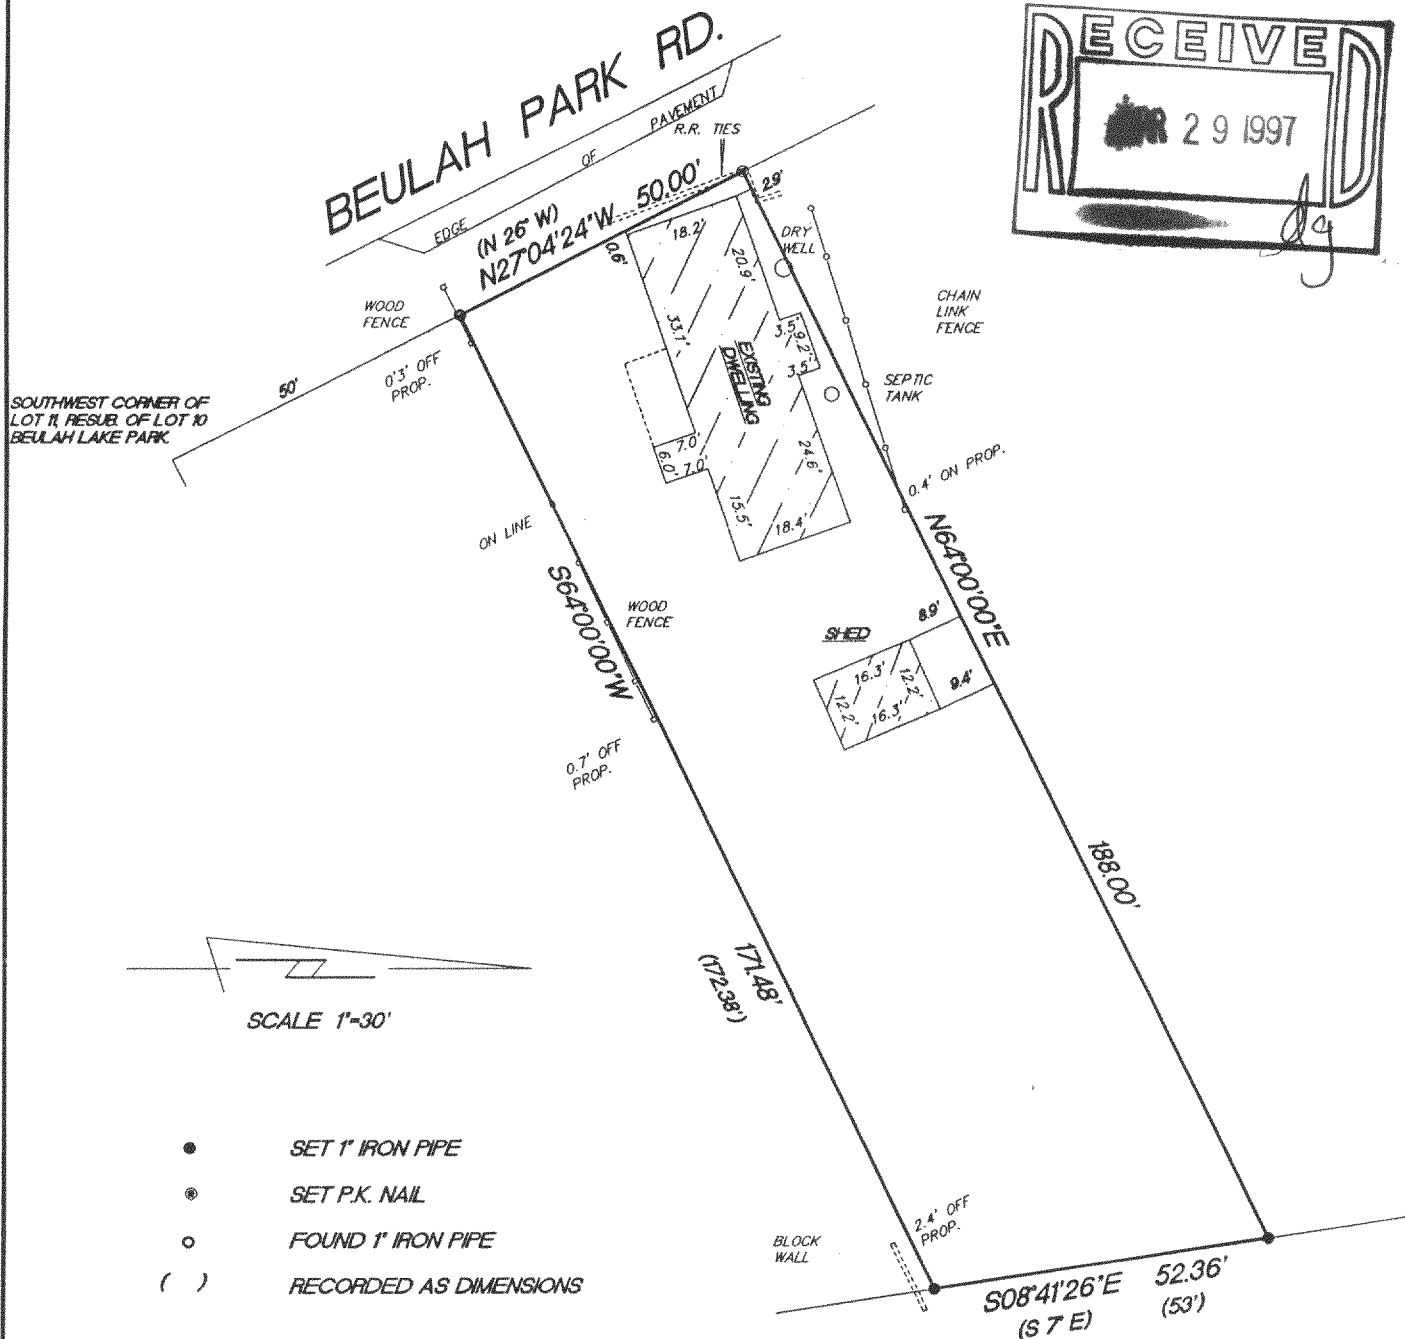 RECEIVED
29 1997
BEULAH PARK RD.
EDGE OF PAVEMENT
R.R. TIES
(N 26° W)
N27°04'24"W 50.00'
2.9'
DRY
WELL
WOOD
FENCE
0.6'
18.2'
20.9'
CHAIN
LINK
FENCE
0'3' OFF
PROP.
33.1'
3.5'
9.2'
3.5'
EXISTING
DWELLING
SEPTIC
TANK
50'
SOUTHWEST CORNER OF
LOT 11, RESUB. OF LOT 10
BEULAH LAKE PARK
7.0'
6.0'
7.0'
24.6'
15.5'
18.4'
0.4' ON PROP.
ON LINE
N64°00'00"E
S64°00'00"W
WOOD
FENCE
SHED
8.9'
16.3'
12.2'
12.2'
16.3'
9.4'
0.7' OFF
PROP.
188.00'
171.48'
(172.38')
SCALE 1"=30'
SET 1" IRON PIPE
SET P.K. NAIL
FOUND 1" IRON PIPE
( ) RECORDED AS DIMENSIONS
2.4' OFF
PROP.
BLOCK
WALL
S08°41'26"E 52.36'
(S 7° E) (53')